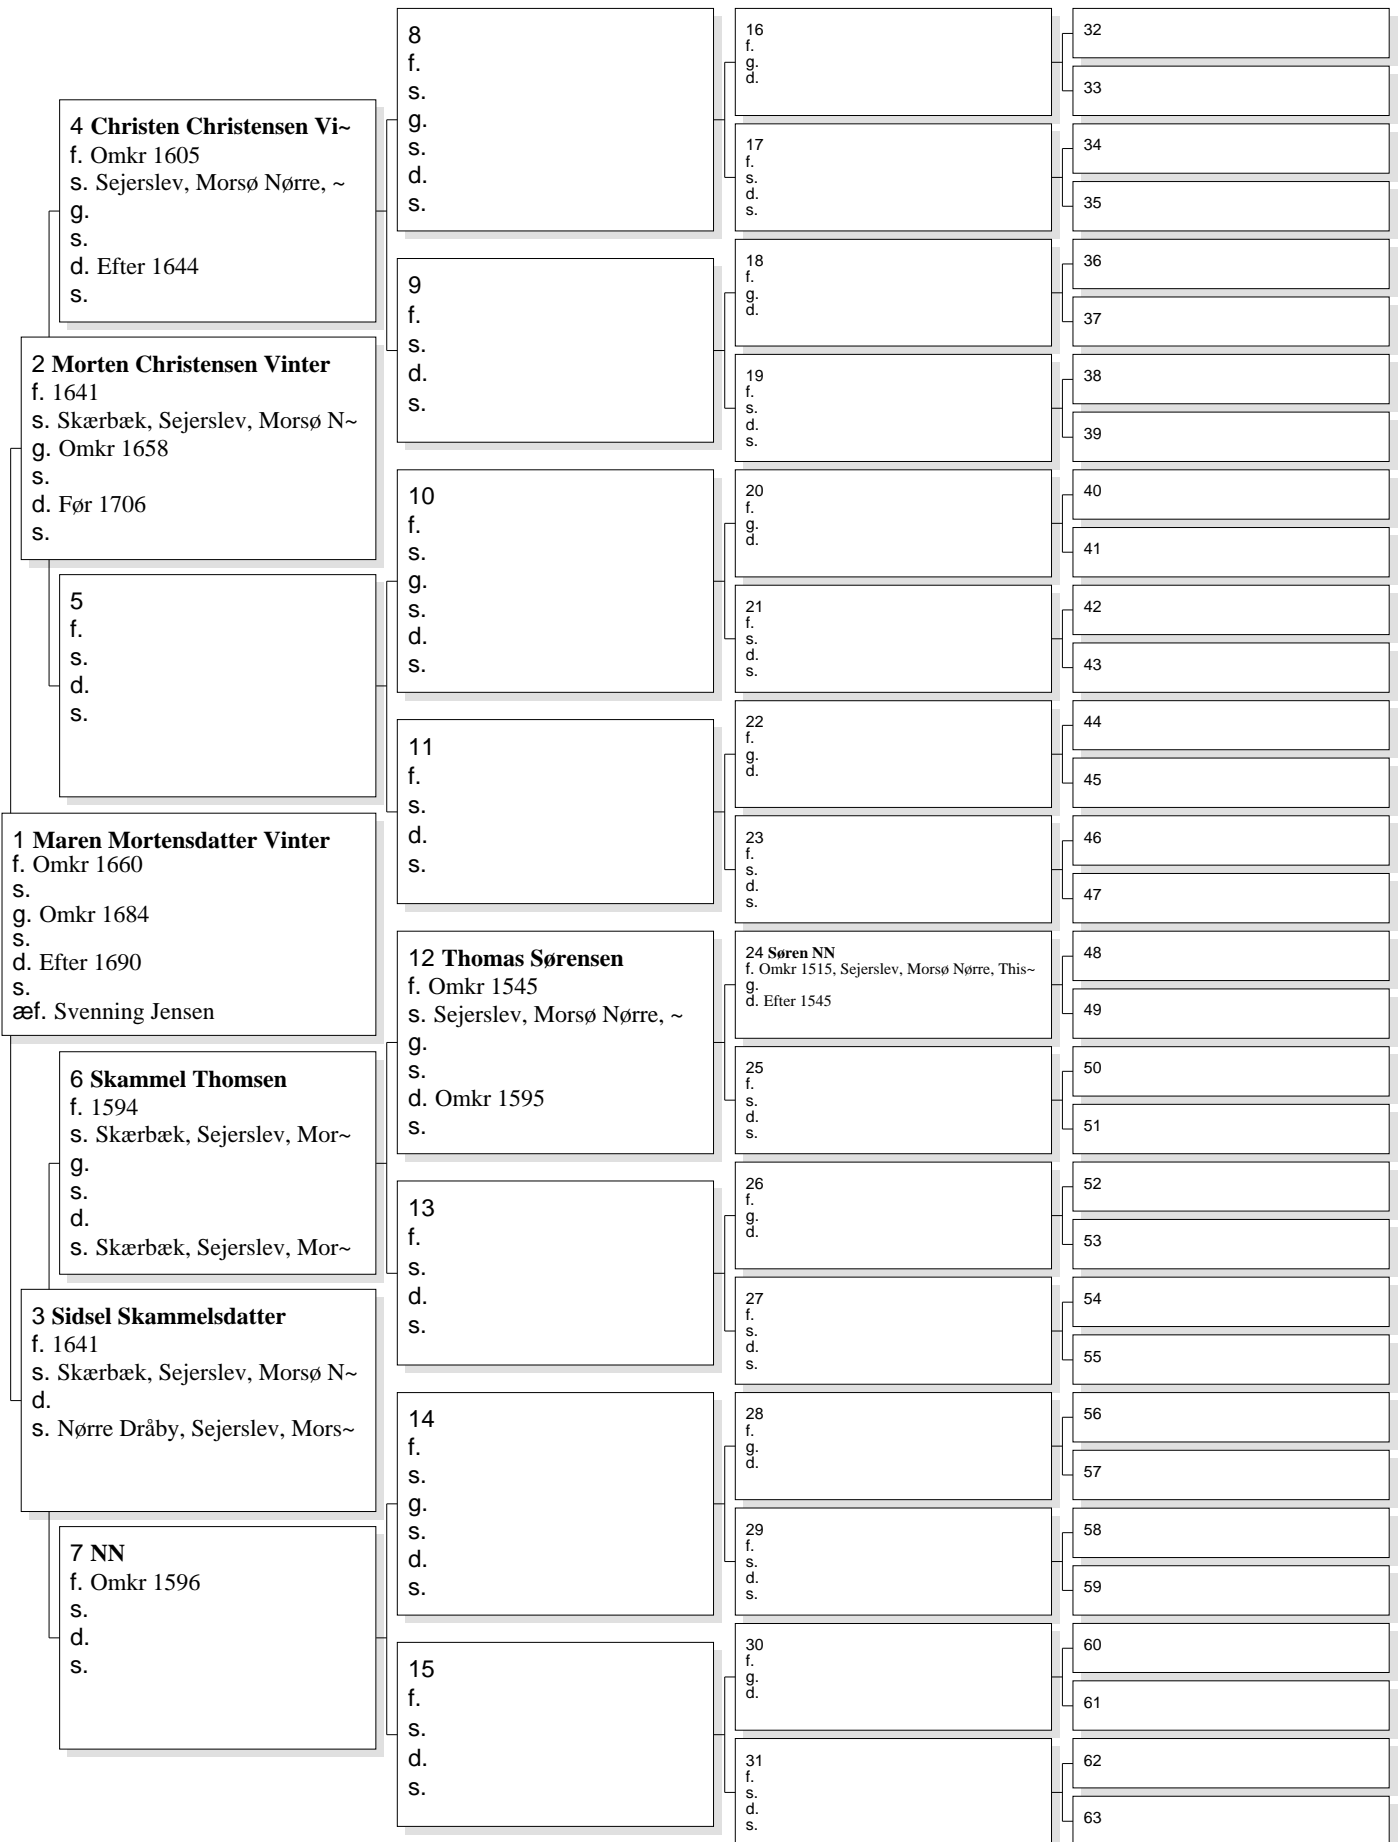 4 Christen Christensen Vi~
f. Omkr 1605
s. Sejerslev, Morsø Nørre, ~
g.
s.
d. Efter 1644
s.
2 Morten Christensen Vinter
f. 1641
s. Skærbæk, Sejerslev, Morsø N~
g. Omkr 1658
s.
d. Før 1706
s.
5
f.
s.
d.
s.
1 Maren Mortensdatter Vinter
f. Omkr 1660
s.
g. Omkr 1684
s.
d. Efter 1690
s.
æf. Svenning Jensen
6 Skammel Thomsen
f. 1594
s. Skærbæk, Sejerslev, Mor~
g.
s.
d.
s. Skærbæk, Sejerslev, Mor~
3 Sidsel Skammelsdatter
f. 1641
s. Skærbæk, Sejerslev, Morsø N~
d.
s. Nørre Dråby, Sejerslev, Mors~
7 NN
f. Omkr 1596
s.
d.
s.
8
f.
s.
g.
s.
d.
s.
9
f.
s.
d.
s.
10
f.
s.
g.
s.
d.
s.
11
f.
s.
d.
s.
12 Thomas Sørensen
f. Omkr 1545
s. Sejerslev, Morsø Nørre, ~
g.
s.
d. Omkr 1595
s.
13
f.
s.
d.
s.
14
f.
s.
g.
s.
d.
s.
15
f.
s.
d.
s.
16
f.
g.
d.
17
f.
s.
d.
s.
18
f.
g.
d.
19
f.
s.
d.
s.
20
f.
g.
d.
21
f.
s.
d.
s.
22
f.
g.
d.
23
f.
s.
d.
s.
24 Søren NN
f. Omkr 1515, Sejerslev, Morsø Nørre, This~
g.
d. Efter 1545
25
f.
s.
d.
s.
26
f.
g.
d.
27
f.
s.
d.
s.
28
f.
g.
d.
29
f.
s.
d.
s.
30
f.
g.
d.
31
f.
s.
d.
s.
32
33
34
35
36
37
38
39
40
41
42
43
44
45
46
47
48
49
50
51
52
53
54
55
56
57
58
59
60
61
62
63